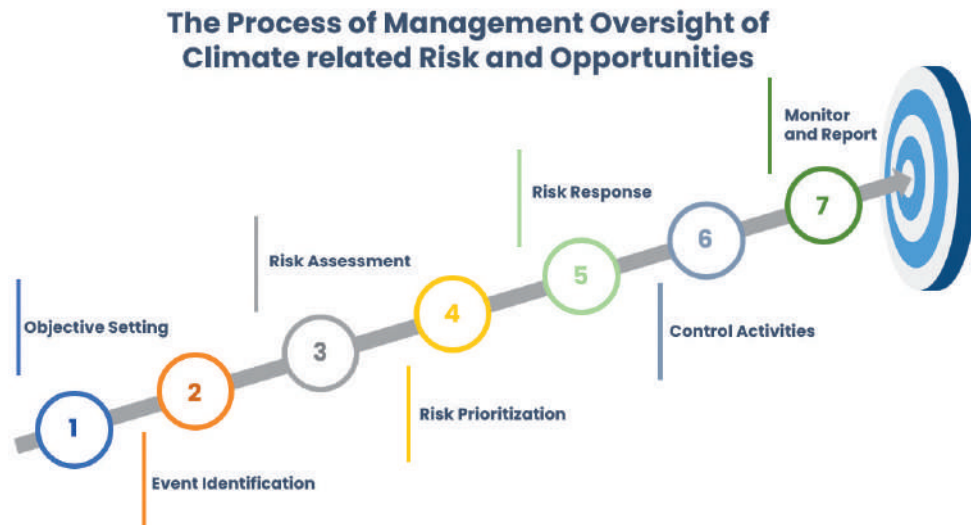 The Process of Management Oversight of
Climate related Risk and Opportunities
1
Objective Setting
2
Event Identification
3
Risk Assessment
4
Risk Prioritization
5
Risk Response
6
Control Activities
7
Monitor
and Report